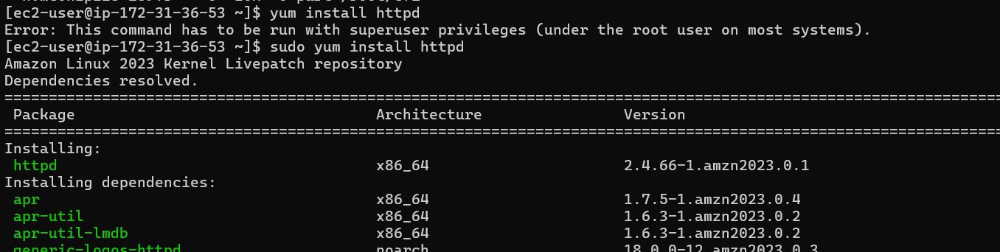 [ec2-user@ip-172-31-36-53 ~]$ yum install httpd
Error: This command has to be run with superuser privileges (under the root user on most systems).
[ec2-user@ip-172-31-36-53 ~]$ sudo yum install httpd
Amazon Linux 2023 Kernel Livepatch repository
Dependencies resolved.
================================================================================================================
Package Architecture Version
================================================================================================================
Installing:
httpd x86_64 2.4.66-1.amzn2023.0.1
Installing dependencies:
apr x86_64 1.7.5-1.amzn2023.0.4
apr-util x86_64 1.6.3-1.amzn2023.0.2
apr-util-lmdb x86_64 1.6.3-1.amzn2023.0.2
generic-logos-httpd noarch 18.0.0-12.amzn2023.0.3